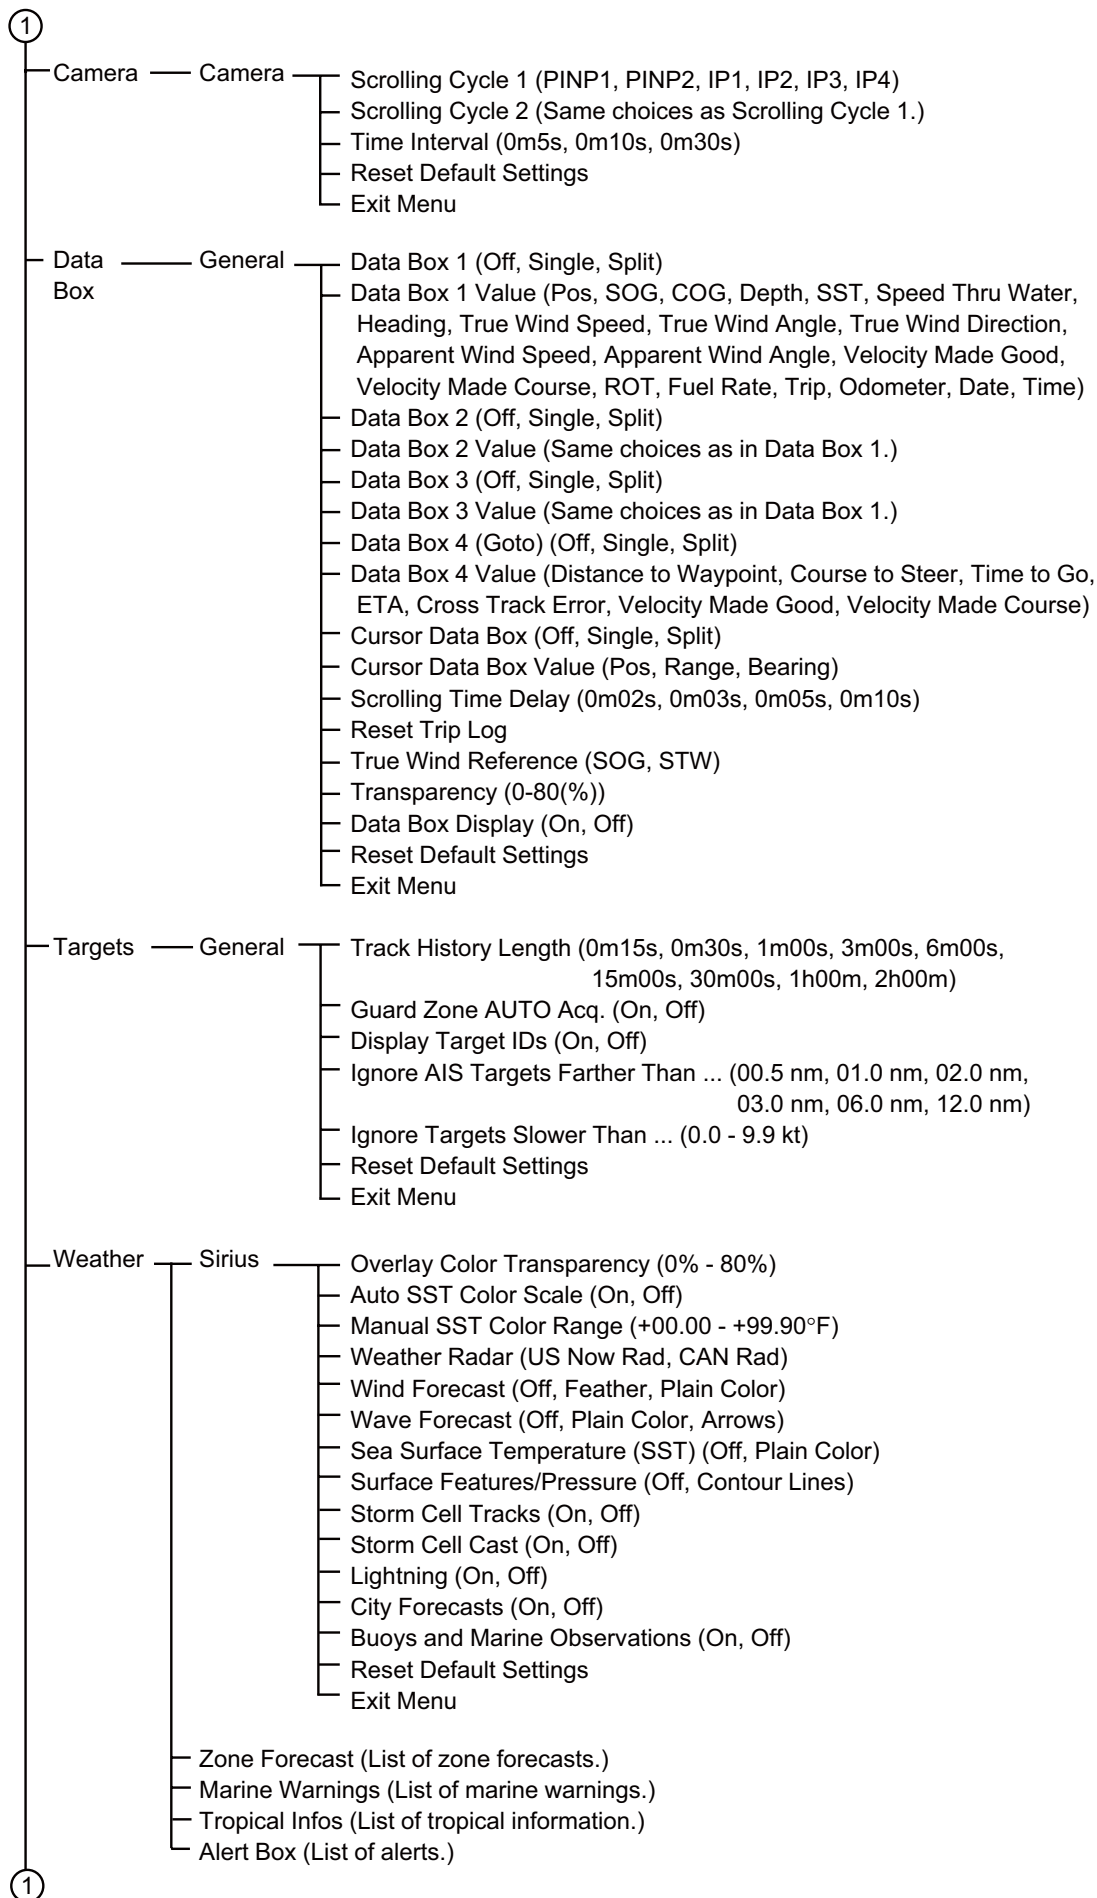 1
Camera Camera Scrolling Cycle 1 (PINP1, PINP2, IP1, IP2, IP3, IP4)
Scrolling Cycle 2 (Same choices as Scrolling Cycle 1.)
Time Interval (0m5s, 0m10s, 0m30s)
Reset Default Settings
Exit Menu
Data Box General Data Box 1 (Off, Single, Split)
Data Box 1 Value (Pos, SOG, COG, Depth, SST, Speed Thru Water,
Heading, True Wind Speed, True Wind Angle, True Wind Direction,
Apparent Wind Speed, Apparent Wind Angle, Velocity Made Good,
Velocity Made Course, ROT, Fuel Rate, Trip, Odometer, Date, Time)
Data Box 2 (Off, Single, Split)
Data Box 2 Value (Same choices as in Data Box 1.)
Data Box 3 (Off, Single, Split)
Data Box 3 Value (Same choices as in Data Box 1.)
Data Box 4 (Goto) (Off, Single, Split)
Data Box 4 Value (Distance to Waypoint, Course to Steer, Time to Go,
ETA, Cross Track Error, Velocity Made Good, Velocity Made Course)
Cursor Data Box (Off, Single, Split)
Cursor Data Box Value (Pos, Range, Bearing)
Scrolling Time Delay (0m02s, 0m03s, 0m05s, 0m10s)
Reset Trip Log
True Wind Reference (SOG, STW)
Transparency (0-80(%))
Data Box Display (On, Off)
Reset Default Settings
Exit Menu
Targets General Track History Length (0m15s, 0m30s, 1m00s, 3m00s, 6m00s,
15m00s, 30m00s, 1h00m, 2h00m)
Guard Zone AUTO Acq. (On, Off)
Display Target IDs (On, Off)
Ignore AIS Targets Farther Than ... (00.5 nm, 01.0 nm, 02.0 nm,
03.0 nm, 06.0 nm, 12.0 nm)
Ignore Targets Slower Than ... (0.0 - 9.9 kt)
Reset Default Settings
Exit Menu
Weather Sirius Overlay Color Transparency (0% - 80%)
Auto SST Color Scale (On, Off)
Manual SST Color Range (+00.00 - +99.90°F)
Weather Radar (US Now Rad, CAN Rad)
Wind Forecast (Off, Feather, Plain Color)
Wave Forecast (Off, Plain Color, Arrows)
Sea Surface Temperature (SST) (Off, Plain Color)
Surface Features/Pressure (Off, Contour Lines)
Storm Cell Tracks (On, Off)
Storm Cell Cast (On, Off)
Lightning (On, Off)
City Forecasts (On, Off)
Buoys and Marine Observations (On, Off)
Reset Default Settings
Exit Menu
Zone Forecast (List of zone forecasts.)
Marine Warnings (List of marine warnings.)
Tropical Infos (List of tropical information.)
Alert Box (List of alerts.)
1